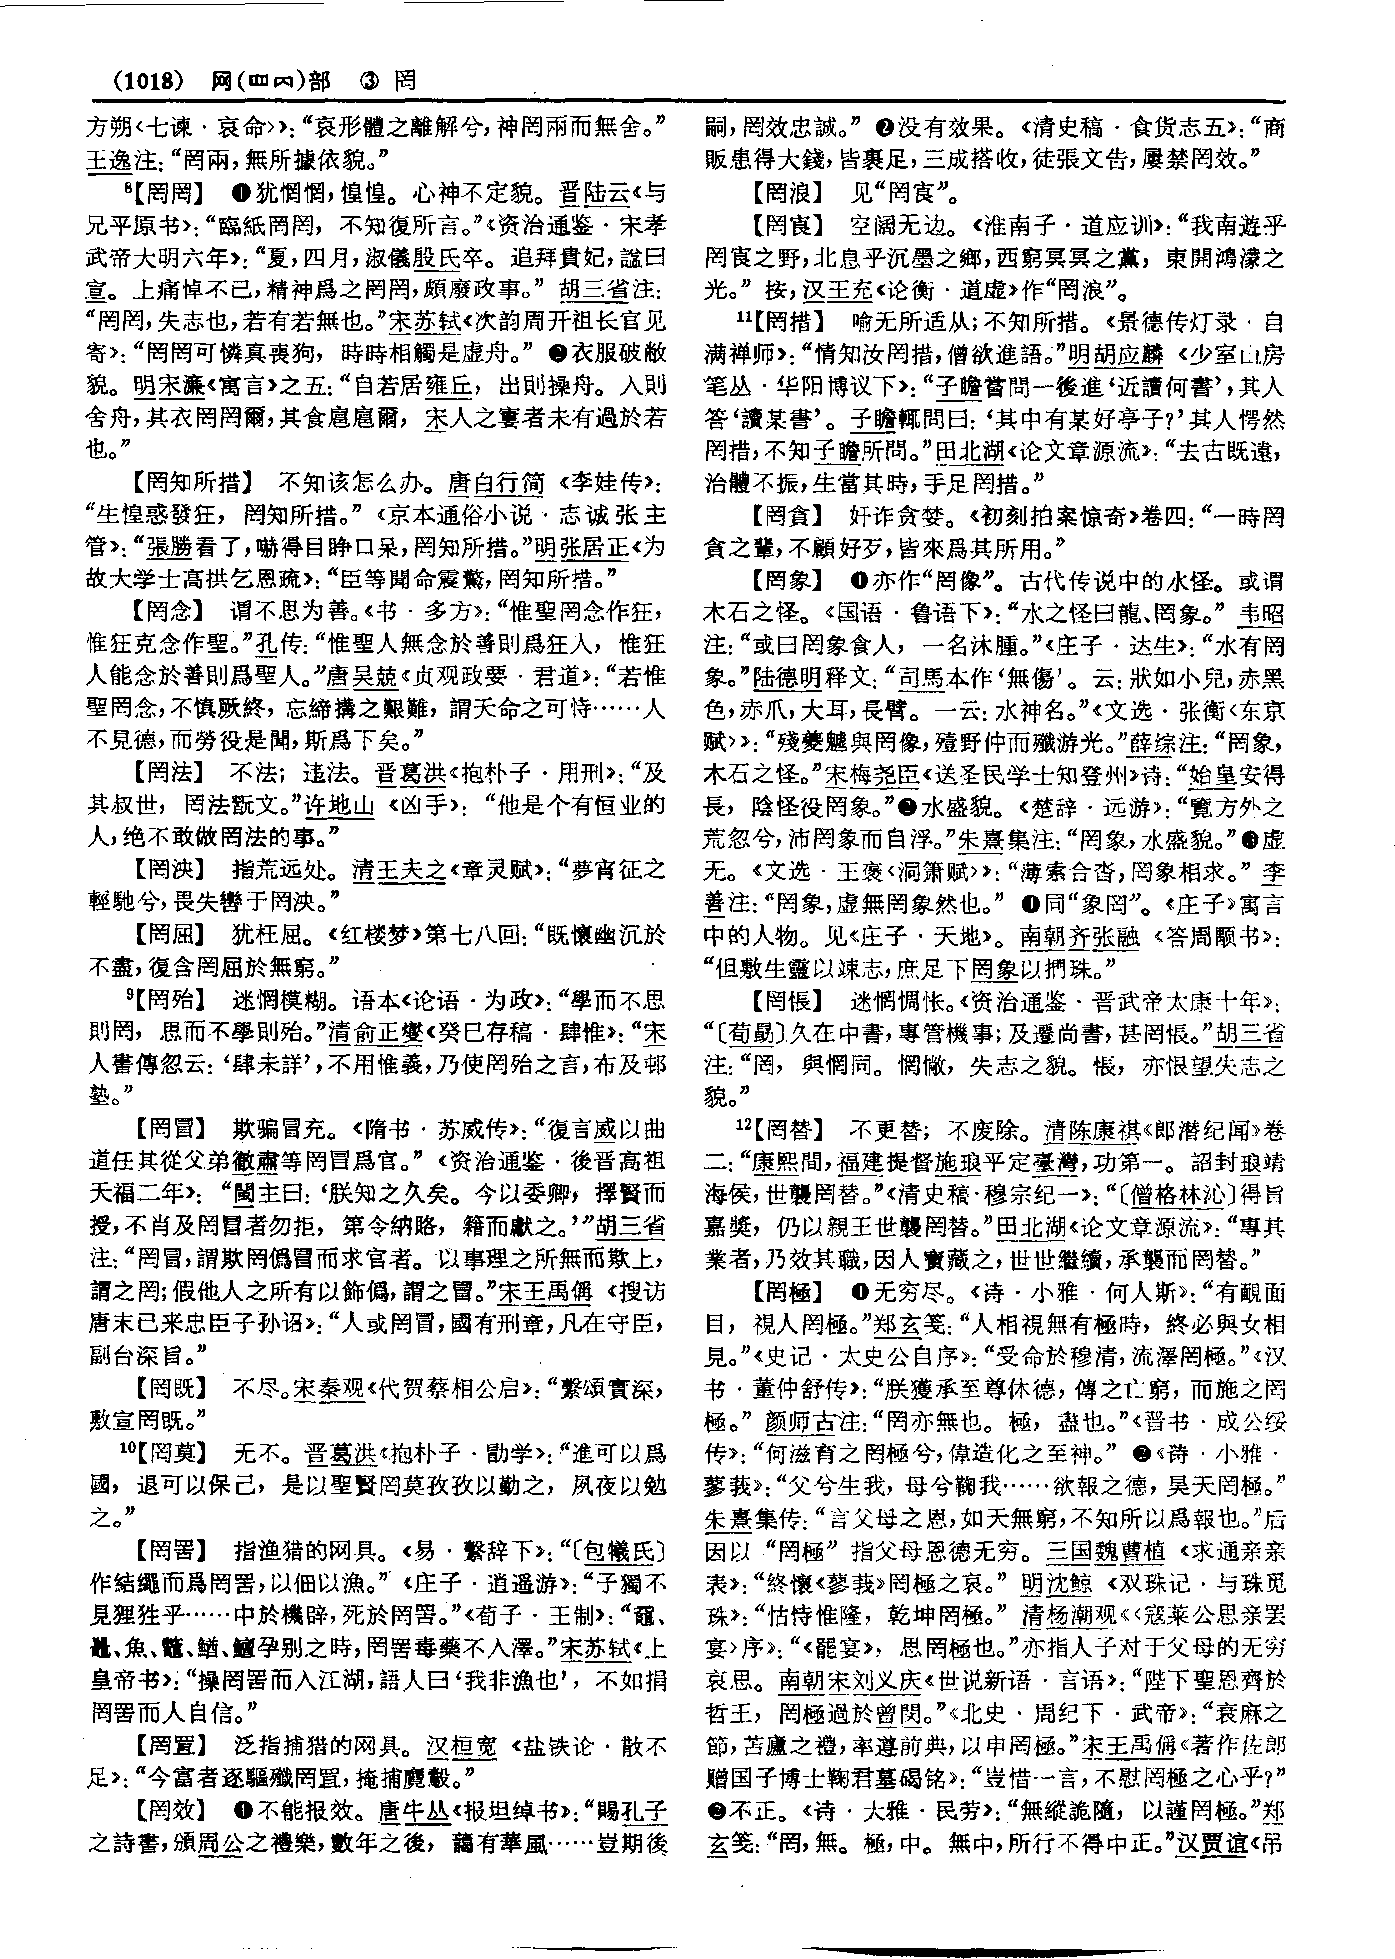 (1018) 网(罒㓁)部 ③ 罔
方朔《七谏·哀命》:“哀形體之離解兮,神罔兩而無舍。”
王逸注:“罔兩,無所據依貌。”
⁸【罔罔】 ❶犹惘惘,惶惶。心神不定貌。晋陆云《与
兄平原书》:“臨紙罔罔,不知復所言。”《资治通鉴·宋孝
武帝大明六年》:“夏,四月,淑儀殷氏卒。追拜貴妃,諡曰
宣。上痛悼不已,精神爲之罔罔,頗廢政事。” 胡三省注:
“罔罔,失志也,若有若無也。”宋苏轼《次韵周开祖长官见
寄》:“罔罔可憐真喪狗,時時相觸是虚舟。” ❷衣服破敝
貌。明宋濂《寓言》之五:“自若居雍丘,出則操舟。入則
舍舟,其衣罔罔爾,其食扈扈爾,宋人之窶者未有過於若
也。”
【罔知所措】 不知该怎么办。唐白行简《李娃传》:
“生惶惑發狂,罔知所措。”《京本通俗小说·志诚张主
管》:“張勝看了,嚇得目睁口呆,罔知所措。”明张居正《为
故大学士高拱乞恩疏》:“臣等聞命震驚,罔知所措。”
【罔念】 谓不思为善。《书·多方》:“惟聖罔念作狂,
惟狂克念作聖。”孔传:“惟聖人無念於善則爲狂人,惟狂
人能念於善則爲聖人。”唐吴兢《贞观政要·君道》:“若惟
聖罔念,不慎厥終,忘締搆之艱難,謂天命之可恃……人
不見德,而勞役是聞,斯爲下矣。”
【罔法】 不法;违法。晋葛洪《抱朴子·用刑》:“及
其叔世,罔法翫文。”许地山《凶手》:“他是个有恒业的
人,绝不敢做罔法的事。”
【罔泱】 指荒远处。清王夫之《章灵赋》:“夢宵征之
輕馳兮,畏失轡于罔泱。”
【罔屈】 犹枉屈。《红楼梦》第七八回:“既懷幽沉於
不盡,復含罔屈於無窮。”
⁹【罔殆】 迷惘模糊。语本《论语·为政》:“學而不思
則罔,思而不學則殆。”清俞正燮《癸巳存稿·肆惟》:“宋
人書傳忽云:‘肆未詳’,不用惟義,乃使罔殆之言,布及邨
塾。”
【罔冒】 欺骗冒充。《隋书·苏威传》:“復言威以曲
道任其從父弟徹肅等罔冒爲官。”《资治通鉴·後晋高祖
天福二年》:“閩主曰:‘朕知之久矣。今以委卿,擇賢而
授,不肖及罔冒者勿拒,第令納賂,籍而獻之。’”胡三省
注:“罔冒,謂欺罔僞冒而求官者。以事理之所無而欺上,
謂之罔;假他人之所有以飾僞,謂之冒。”宋王禹偁《搜访
唐末已来忠臣子孙诏》:“人或罔冒,國有刑章,凡在守臣,
副台深旨。”
【罔既】 不尽。宋秦观《代贺蔡相公启》:“繫頌實深,
敷宣罔既。”
¹⁰【罔莫】 无不。晋葛洪《抱朴子·勖学》:“進可以爲
國,退可以保己,是以聖賢罔莫孜孜以勤之,夙夜以勉
之。”
【罔罟】 指渔猎的网具。《易·繫辞下》:“〔包犧氏〕
作結繩而爲罔罟,以佃以漁。”《庄子·逍遥游》:“子獨不
見狸狌乎……中於機辟,死於罔罟。”《荀子·王制》:“黿、
鼉、魚、鼈、鰌、鱣孕别之時,罔罟毒藥不入澤。”宋苏轼《上
皇帝书》:“操罔罟而入江湖,語人曰‘我非漁也’,不如捐
罔罟而人自信。”
【罔罝】 泛指捕猎的网具。汉桓宽《盐铁论·散不
足》:“今富者逐驅殲罔罝,掩捕麑鷇。”
【罔效】 ❶不能报效。唐牛丛《报坦绰书》:“賜孔子
之詩書,頒周公之禮樂,數年之後,藹有華風……豈期後
嗣,罔效忠誠。” ❷没有效果。《清史稿·食货志五》:“商
販患得大錢,皆裹足,三成搭收,徒張文告,屢禁罔效。”
【罔浪】 见“罔㝗”。
【罔㝗】 空阔无边。《淮南子·道应训》:“我南遊乎
罔㝗之野,北息乎沉墨之鄉,西窮冥冥之黨,東開鸿濛之
光。” 按,汉王充《论衡·道虚》作“罔浪”。
¹¹【罔措】 喻无所适从;不知所措。《景德传灯录·自
满禅师》:“情知汝罔措,僧欲進語。”明胡应麟《少室山房
笔丛·华阳博议下》:“子瞻嘗問一後進‘近讀何書’,其人
答‘讀某書’。子瞻輒問曰:‘其中有某好亭子?’其人愕然
罔措,不知子瞻所問。”田北湖《论文章源流》:“去古既遠,
治體不振,生當其時,手足罔措。”
【罔貪】 奸诈贪婪。《初刻拍案惊奇》卷四:“一時罔
貪之輩,不顧好歹,皆來爲其所用。”
【罔象】 ❶亦作“罔像”。古代传说中的水怪。或谓
木石之怪。《国语·鲁语下》:“水之怪曰龍、罔象。” 韦昭
注:“或曰罔象食人,一名沐腫。”《庄子·达生》:“水有罔
象。”陆德明释文:“司馬本作‘無傷’。云:狀如小兒,赤黑
色,赤爪,大耳,長臂。一云:水神名。”《文选·张衡〈东京
赋〉》:“殘夔魖與罔像,殪野仲而殲游光。”薛综注:“罔象,
木石之怪。”宋梅尧臣《送圣民学士知登州》诗:“始皇安得
長,陰怪役罔象。”❷水盛貌。《楚辞·远游》:“覽方外之
荒忽兮,沛罔象而自浮。”朱熹集注:“罔象,水盛貌。”❸虚
无。《文选·王褒〈洞箫赋〉》:“薄索合沓,罔象相求。” 李
善注:“罔象,虚無罔象然也。” ❹同“象罔”。《庄子》寓言
中的人物。见《庄子·天地》。南朝齐张融《答周颙书》:
“但敷生靈以竦志,庶足下罔象以捫珠。”
【罔悵】 迷惘惆怅。《资治通鉴·晋武帝太康十年》:
“〔荀勗〕久在中書,專管機事;及遷尚書,甚罔悵。”胡三省
注:“罔,與惘同。惘惘,失志之貌。悵,亦恨望失志之
貌。”
¹²【罔替】 不更替;不废除。清陈康祺《郎潜纪闻》卷
二:“康熙間,福建提督施琅平定臺灣,功第一。詔封琅靖
海侯,世襲罔替。”《清史稿·穆宗纪一》:“〔僧格林沁〕得旨
嘉獎,仍以親王世襲罔替。”田北湖《论文章源流》:“專其
業者,乃效其職,因人寶藏之,世世繼續,承襲而罔替。”
【罔極】 ❶无穷尽。《诗·小雅·何人斯》:“有靦面
目,視人罔極。”郑玄笺:“人相視無有極時,終必與女相
見。”《史记·太史公自序》:“受命於穆清,流澤罔極。”《汉
书·董仲舒传》:“朕獲承至尊休德,傳之亡窮,而施之罔
極。” 颜师古注:“罔亦無也。極,盡也。”《晋书·成公绥
传》:“何滋育之罔極兮,偉造化之至神。” ❷《诗·小雅·
蓼莪》:“父兮生我,母兮鞠我……欲報之德,昊天罔極。”
朱熹集传:“言父母之恩,如天無窮,不知所以爲報也。”后
因以“罔極”指父母恩德无穷。三国魏曹植《求通亲亲
表》:“終懷《蓼莪》罔極之哀。” 明沈鲸《双珠记·与珠觅
珠》:“怙恃惟隆,乾坤罔極。” 清杨潮观《〈寇莱公思亲罢
宴〉序》:“《罷宴》,思罔極也。”亦指人子对于父母的无穷
哀思。南朝宋刘义庆《世说新语·言语》:“陛下聖恩齊於
哲王,罔極過於曾閔。”《北史·周纪下·武帝》:“衰麻之
節,苫廬之禮,率遵前典,以申罔極。”宋王禹偁《著作佐郎
赠国子博士鞠君墓碣铭》:“豈惜一言,不慰罔極之心乎?”
❸不正。《诗·大雅·民劳》:“無縱詭隨,以謹罔極。”郑
玄笺:“罔,無。極,中。無中,所行不得中正。”汉贾谊《吊